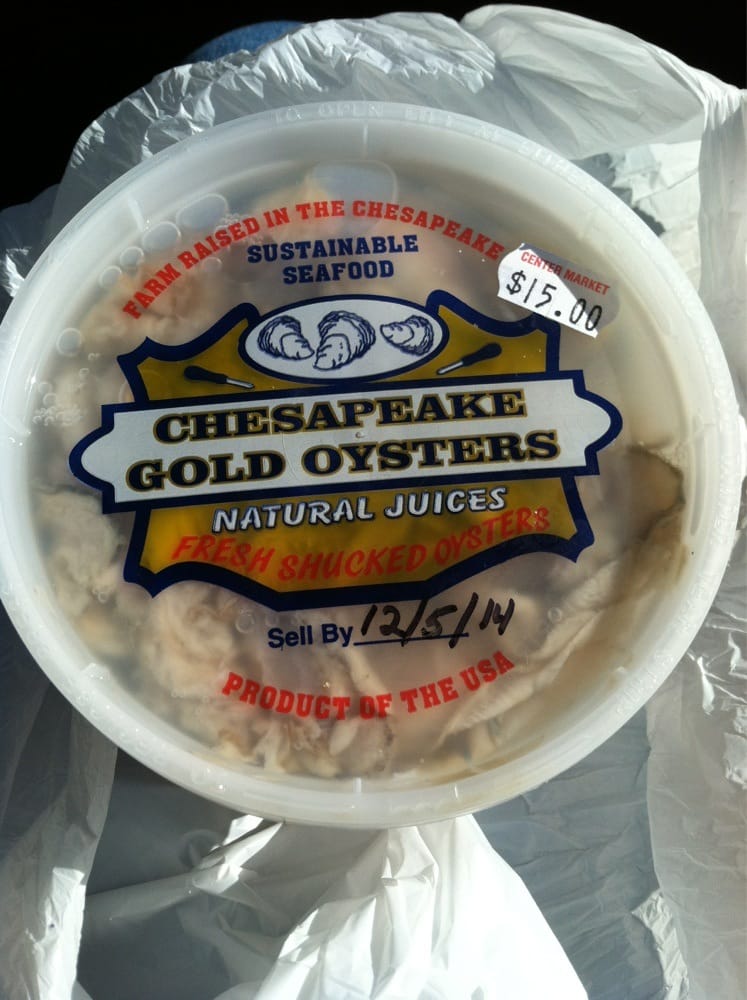 FARM RAISED IN THE CHESAPEAKE
SUSTAINABLE
SEAFOOD
CENTER MARKET
$15.00
CHESAPEAKE
GOLD OYSTERS
NATURAL JUICES
FRESH SHUCKED OYSTERS
Sell By 12/5/14
PRODUCT OF THE USA